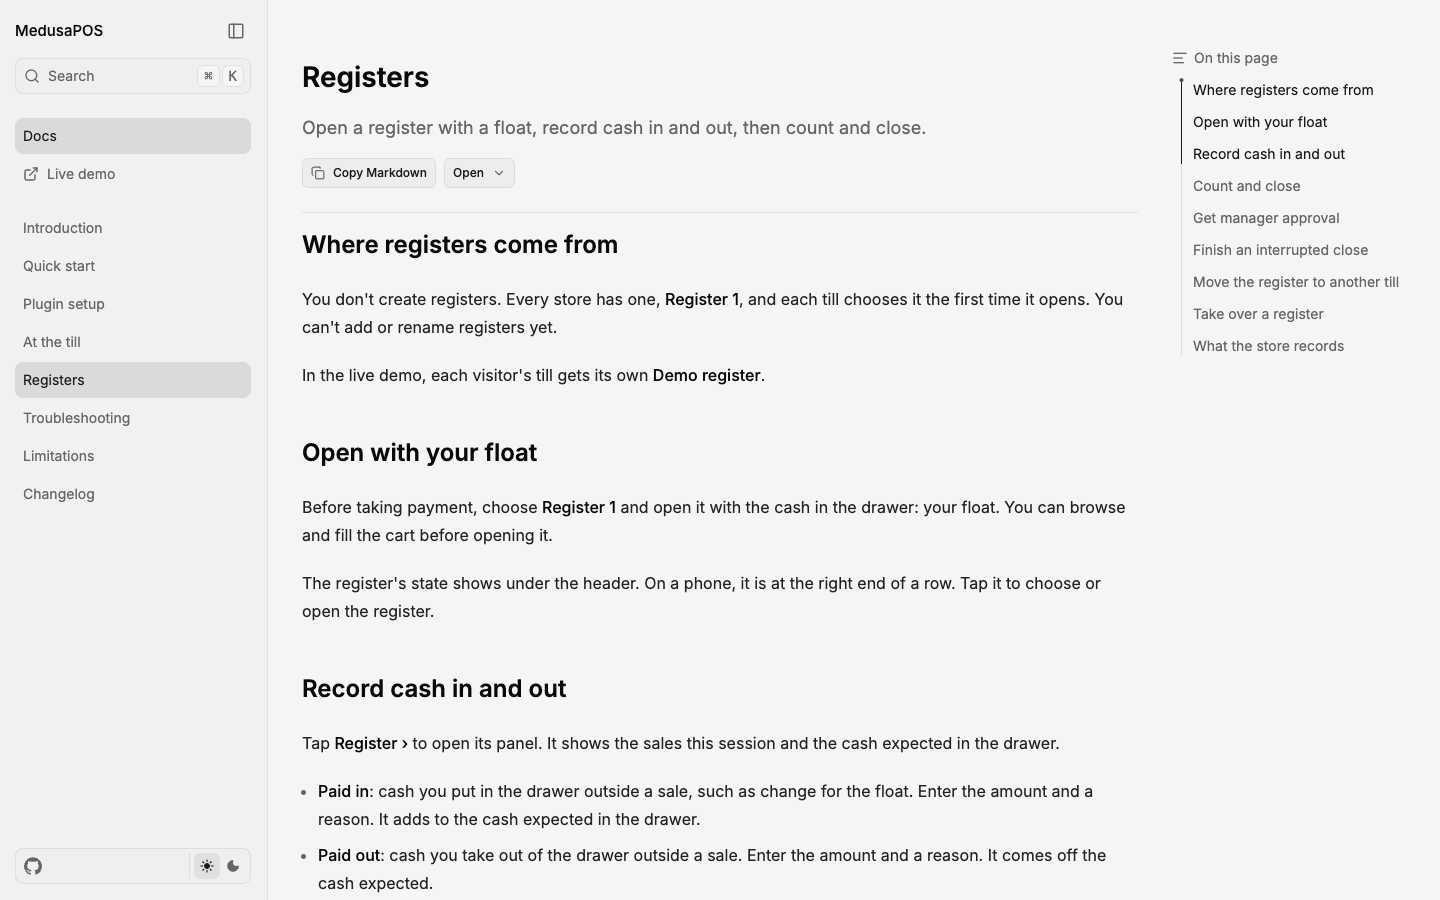 MedusaPOS
Search
⌘ K
Docs
Live demo
Introduction
Quick start
Plugin setup
At the till
Registers
Troubleshooting
Limitations
Changelog
Registers
Open a register with a float, record cash in and out, then count and close.
Copy Markdown
Open
Where registers come from
You don't create registers. Every store has one, Register 1, and each till chooses it the first time it opens. You
can't add or rename registers yet.
In the live demo, each visitor's till gets its own Demo register.
Open with your float
Before taking payment, choose Register 1 and open it with the cash in the drawer: your float. You can browse
and fill the cart before opening it.
The register's state shows under the header. On a phone, it is at the right end of a row. Tap it to choose or
open the register.
Record cash in and out
Tap Register › to open its panel. It shows the sales this session and the cash expected in the drawer.
• Paid in: cash you put in the drawer outside a sale, such as change for the float. Enter the amount and a
reason. It adds to the cash expected in the drawer.
• Paid out: cash you take out of the drawer outside a sale. Enter the amount and a reason. It comes off the
cash expected.
On this page
Where registers come from
Open with your float
Record cash in and out
Count and close
Get manager approval
Finish an interrupted close
Move the register to another till
Take over a register
What the store records